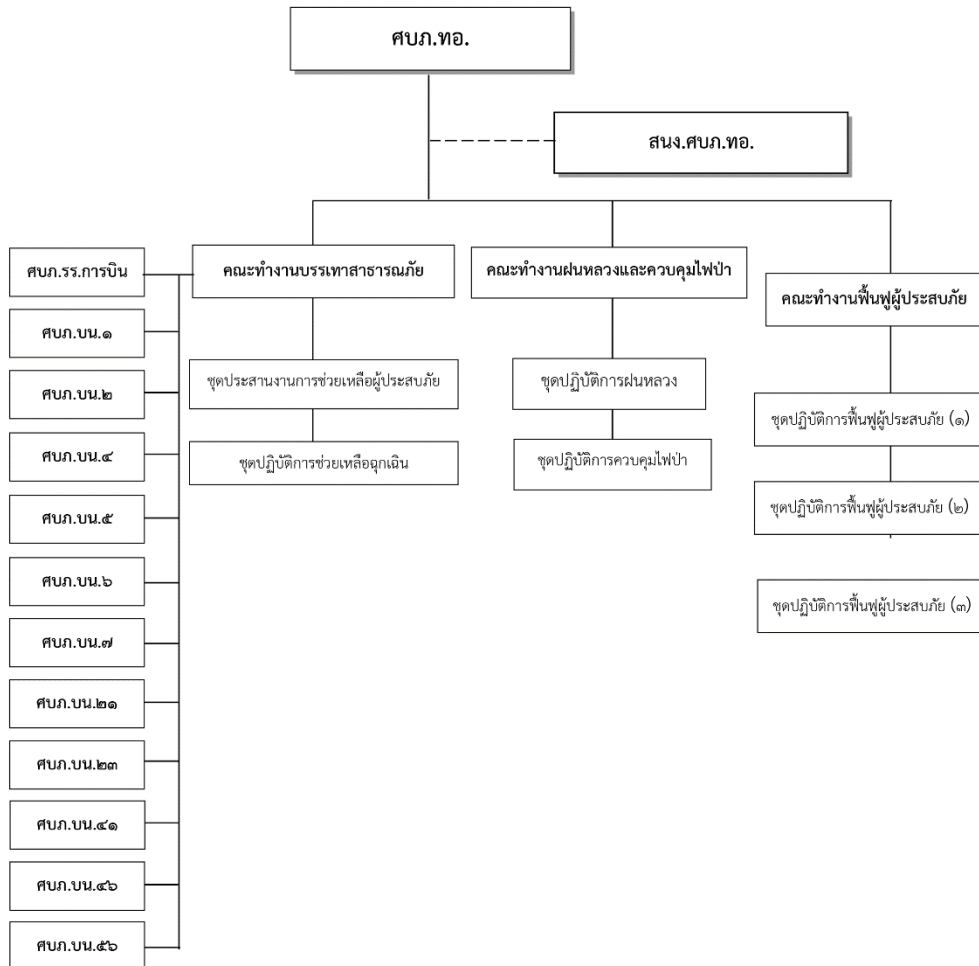 ศบภ.ทอ.
สนง.ศบภ.ทอ.
ศบภ.รร.การบิน
ศบภ.บน.๑
ศบภ.บน.๒
ศบภ.บน.๔
ศบภ.บน.๕
ศบภ.บน.๖
ศบภ.บน.๗
ศบภ.บน.๒๑
ศบภ.บน.๒๓
ศบภ.บน.๔๑
ศบภ.บน.๔๖
ศบภ.บน.๕๖
คณะทำงานบรรเทาสาธารณภัย
ชุดประสานงานการช่วยเหลือผู้ประสบภัย
ชุดปฏิบัติการช่วยเหลือฉุกเฉิน
คณะทำงานฝนหลวงและควบคุมไฟป่า
ชุดปฏิบัติการฝนหลวง
ชุดปฏิบัติการควบคุมไฟป่า
คณะทำงานฟื้นฟูผู้ประสบภัย
ชุดปฏิบัติการฟื้นฟูผู้ประสบภัย (๑)
ชุดปฏิบัติการฟื้นฟูผู้ประสบภัย (๒)
ชุดปฏิบัติการฟื้นฟูผู้ประสบภัย (๓)